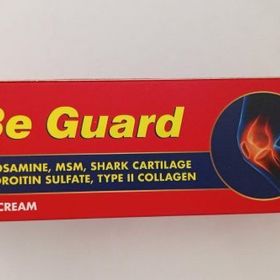 Be Guard
OSAMINE, MSM, SHARK CARTILAGE
ROITIN SULFATE, TYPE II COLLAGEN
CREAM